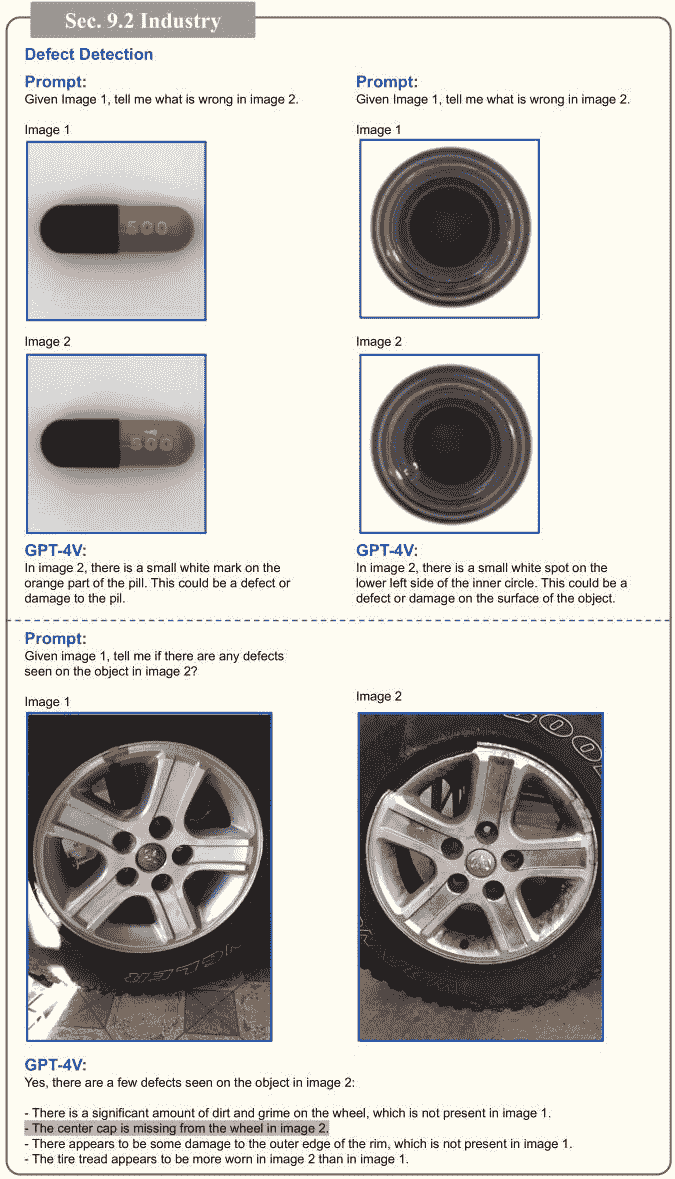 Sec. 9.2 Industry
Defect Detection
Prompt:
Given Image 1, tell me what is wrong in image 2.
Image 1
500
Image 2
500
GPT-4V:
In image 2, there is a small white mark on the
orange part of the pill. This could be a defect or
damage to the pill.
Prompt:
Given Image 1, tell me what is wrong in image 2.
Image 1
Image 2
GPT-4V:
In image 2, there is a small white spot on the
lower left side of the inner circle. This could be a
defect or damage on the surface of the object.
Prompt:
Given image 1, tell me if there are any defects
seen on the object in image 2?
Image 1
Image 2
GPT-4V:
Yes, there are a few defects seen on the object in image 2:
- There is a significant amount of dirt and grime on the wheel, which is not present in image 1.
- The center cap is missing from the wheel in image 2.
- There appears to be some damage to the outer edge of the rim, which is not present in image 1.
- The tire tread appears to be more worn in image 2 than in image 1.